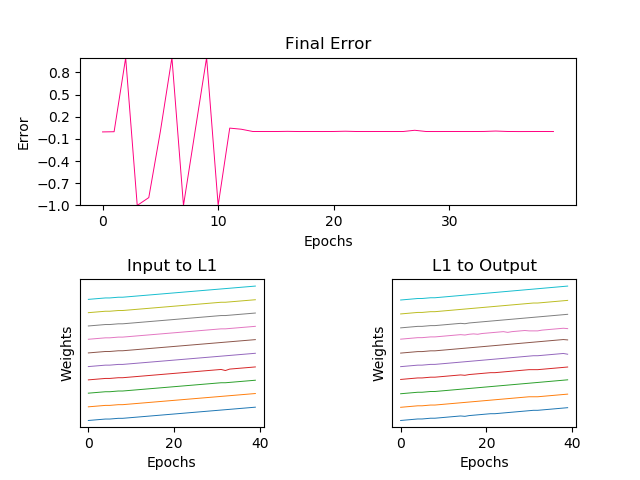 Final Error
0.8
0.5
0.2
−0.1
−0.4
−0.7
−1.0
Error
0 10 20 30
Epochs
Input to L1 L1 to Output
Weights Weights
0 20 40 0 20 40
Epochs Epochs